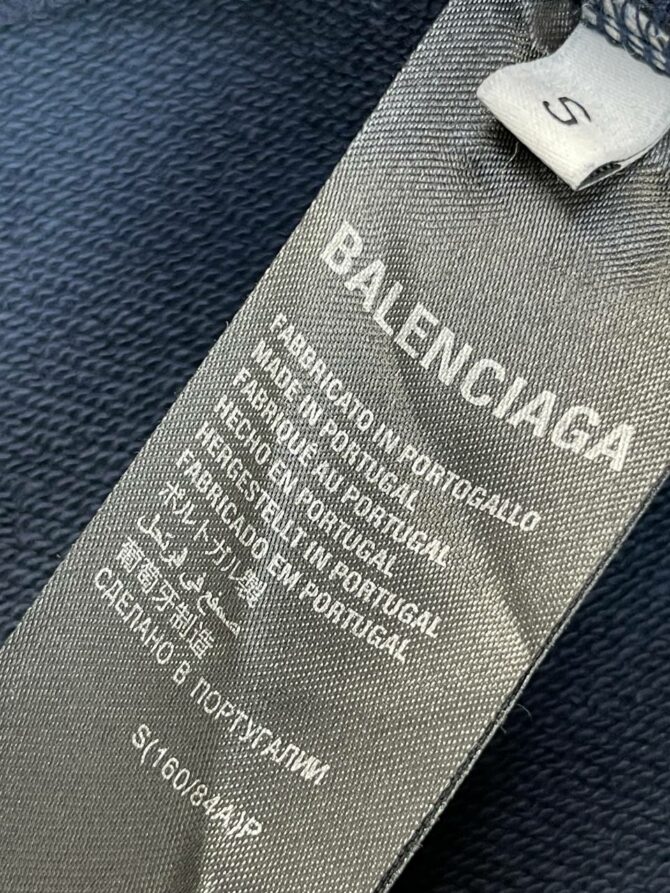 S
BALENCIAGA
FABBRICATO IN PORTOGALLO
MADE IN PORTUGAL
FABRIQUÉ AU PORTUGAL
HECHO EN PORTUGAL
HERGESTELLT IN PORTUGAL
FABRICADO EM PORTUGAL
ポルトガル製
صنع في
葡萄牙制造
СДЕЛАНО В ПОРТУГАЛИИ
S(160/84A)P